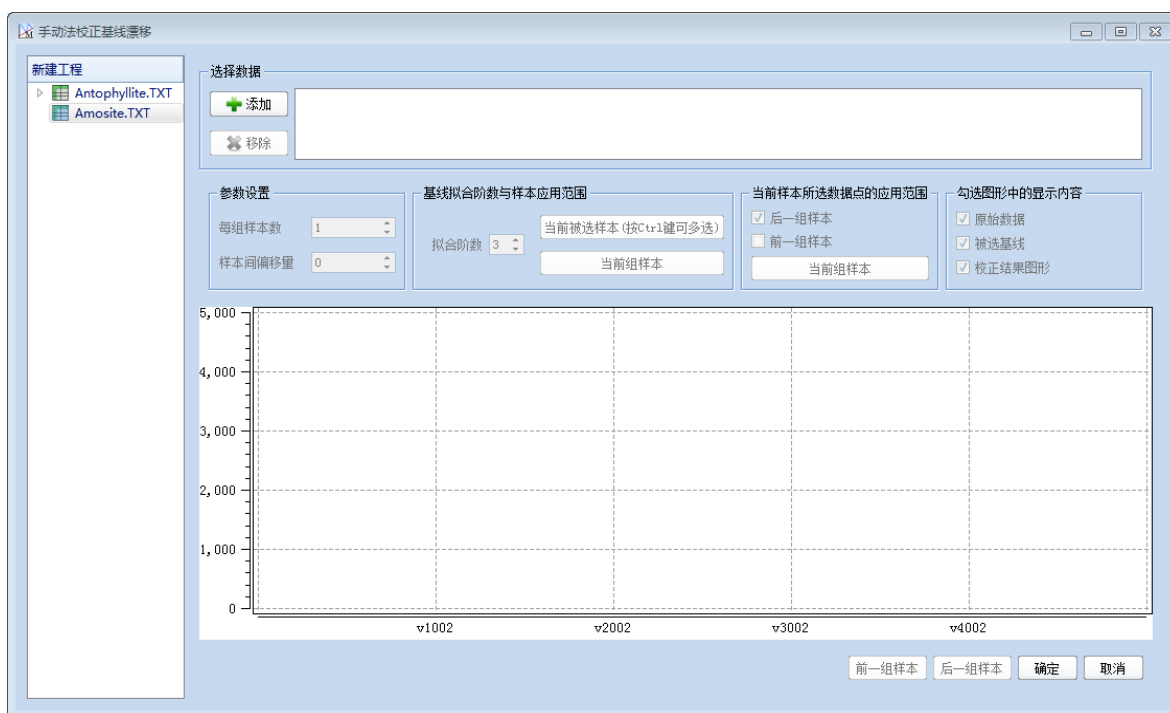 手动法校正基线漂移
新建工程
Antophyllite.TXT
Amosite.TXT
选择数据
添加
移除
参数设置
每组样本数 1
样本间偏移量 0
基线拟合阶数与样本应用范围
拟合阶数 3
当前被选样本(按Ctrl键可多选)
当前组样本
当前样本所选数据点的应用范围
后一组样本
前一组样本
当前组样本
勾选图形中的显示内容
原始数据
被选基线
校正结果图形
5,000
4,000
3,000
2,000
1,000
0
v1002 v2002 v3002 v4002
前一组样本 后一组样本 确定 取消